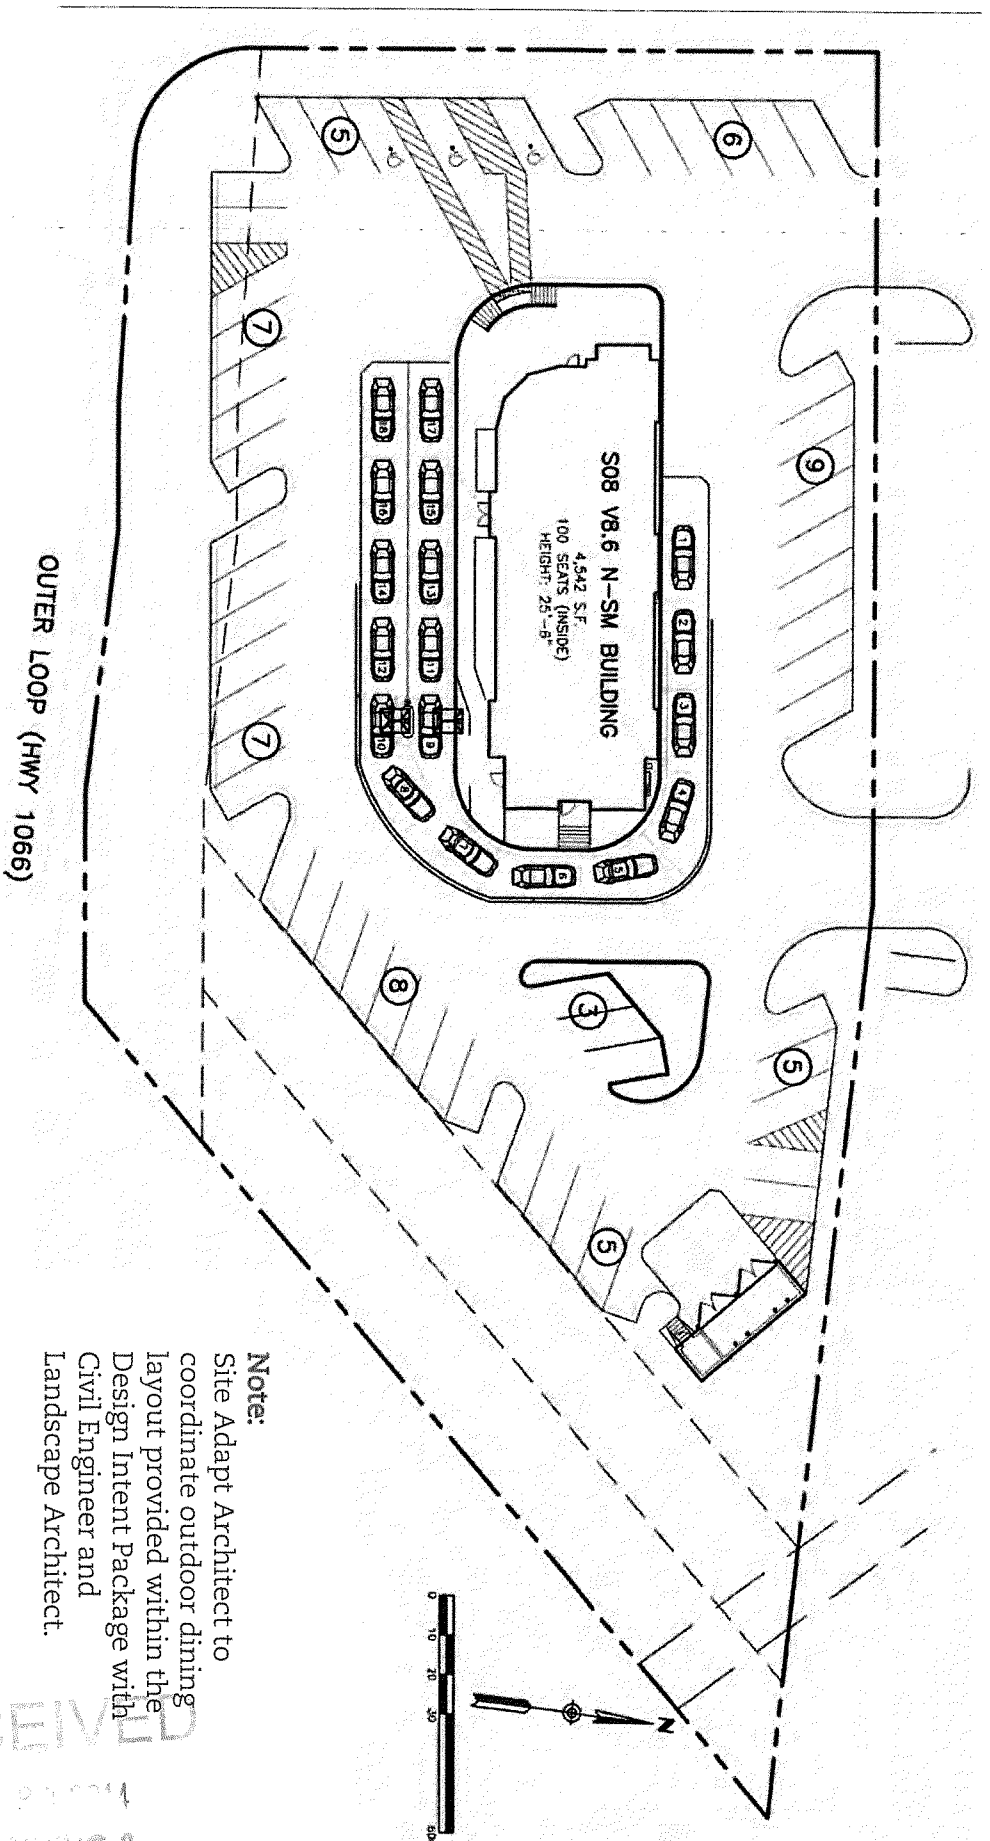 S08 V8.6 N-SM BUILDING
4,542 S.F.
100 SEATS (INSIDE)
HEIGHT: 25'-6"
5
6
7
9
7
8
3
5
5
1
2
3
4
5
6
7
8
9
10
11
12
13
14
15
16
17
18
OUTER LOOP (HWY 1066)
Note:
Site Adapt Architect to
coordinate outdoor dining
layout provided within the
Design Intent Package with
Civil Engineer and
Landscape Architect.
0 10 20 30 60
N
EIVED